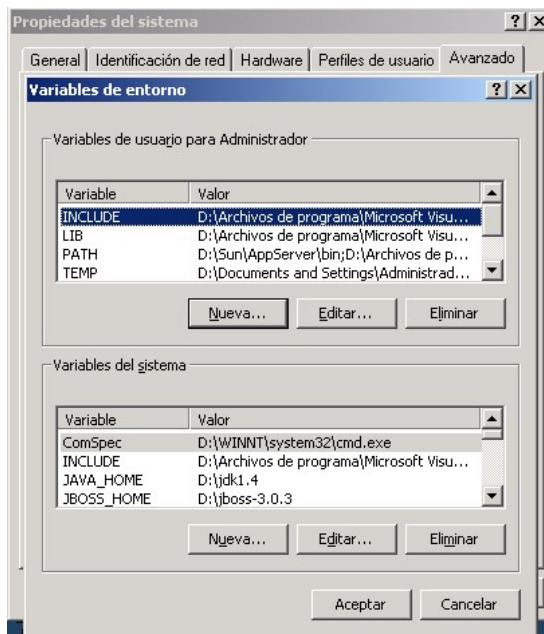 Propiedades del sistema
General Identificación de red Hardware Perfiles de usuario Avanzado
Variables de entorno
Variables de usuario para Administrador
Variable Valor
INCLUDE D:\Archivos de programa\Microsoft Visu...
LIB D:\Archivos de programa\Microsoft Visu...
PATH D:\Sun\AppServer\bin;D:\Archivos de p...
TEMP D:\Documents and Settings\Administrad...
Nueva... Editar... Eliminar
Variables del sistema
Variable Valor
ComSpec D:\WINNT\system32\cmd.exe
INCLUDE D:\Archivos de programa\Microsoft Visu...
JAVA_HOME D:\jdk1.4
JBOSS_HOME D:\jboss-3.0.3
Nueva... Editar... Eliminar
Aceptar Cancelar